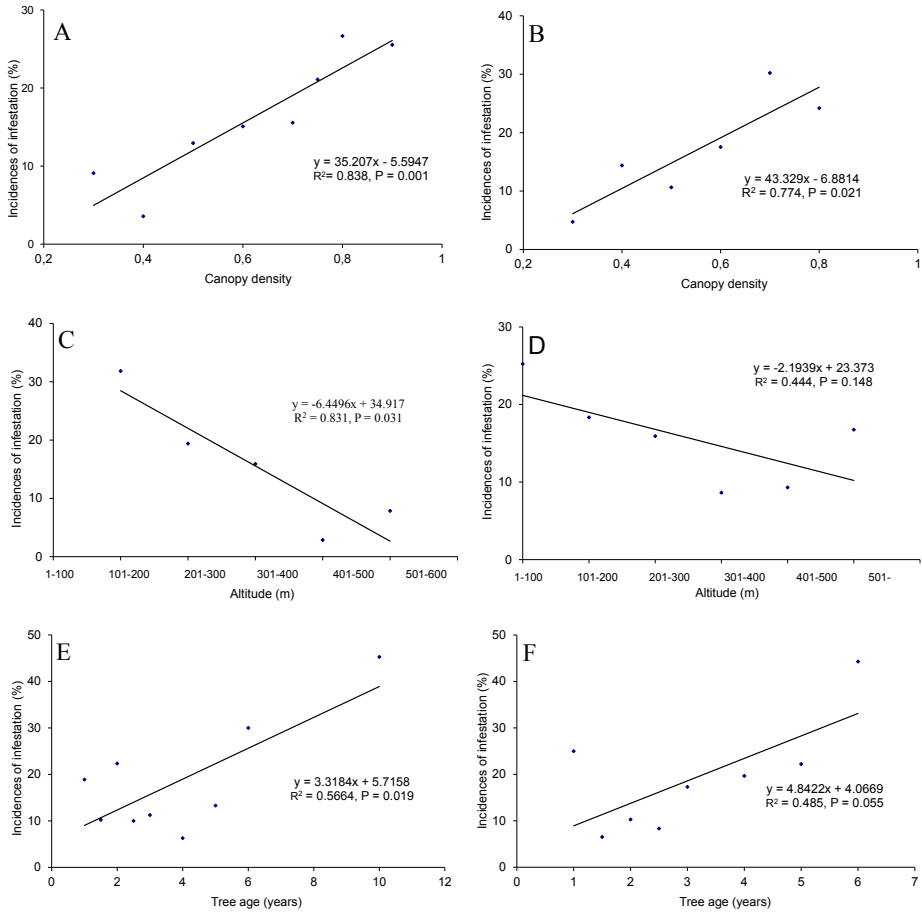 A
Incidences of infestation (%)
30
20
10
0
y = 35.207x - 5.5947
R²= 0.838, P = 0.001
0,2 0,4 0,6 0,8 1
Canopy density
B
Incidences of infestation (%)
40
30
20
10
0
y = 43.329x - 6.8814
R² = 0.774, P = 0.021
0,2 0,4 0,6 0,8 1
Canopy density
C
Incidences of infestation (%)
40
30
20
10
0
y = -6.4496x + 34.917
R² = 0.831, P = 0.031
1-100 101-200 201-300 301-400 401-500 501-600
Altitude (m)
D
Incidences of infestation (%)
30
20
10
0
y = -2.1939x + 23.373
R² = 0.444, P = 0.148
1-100 101-200 201-300 301-400 401-500 501-
Altitude (m)
E
Incidences of infestation (%)
50
40
30
20
10
0
y = 3.3184x + 5.7158
R² = 0.5664, P = 0.019
0 2 4 6 8 10 12
Tree age (years)
F
Incidences of infestation (%)
50
40
30
20
10
0
y = 4.8422x + 4.0669
R² = 0.485, P = 0.055
0 1 2 3 4 5 6 7
Tree age (years)